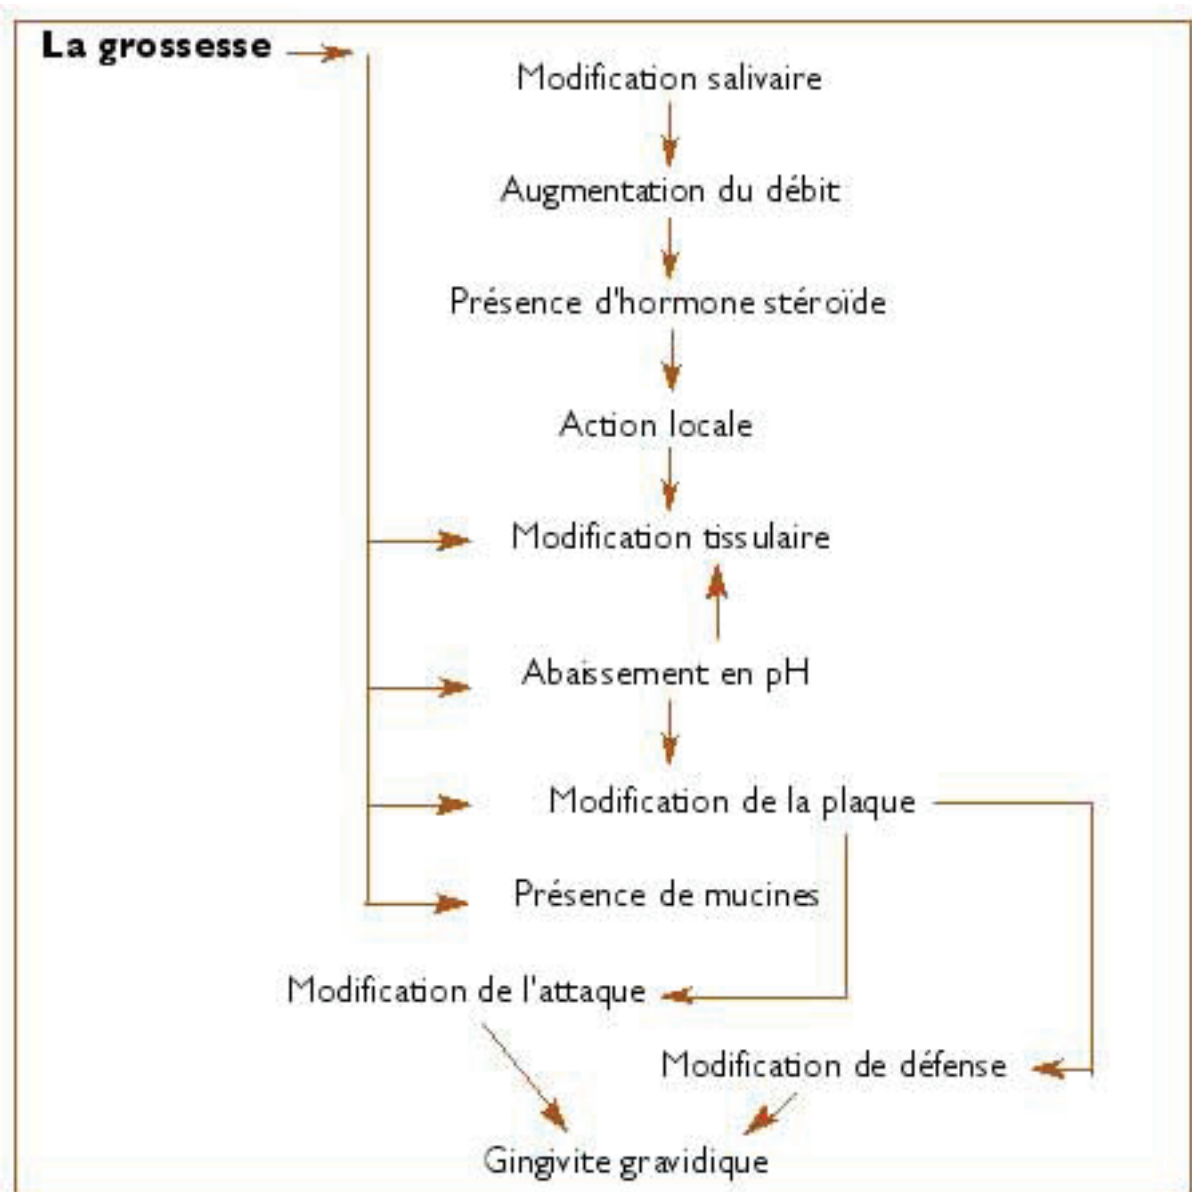 La grossesse
Modification salivaire
Augmentation du débit
Présence d'hormone stéroïde
Action locale
Modification tissulaire
Abaissement en pH
Modification de la plaque
Présence de mucines
Modification de l'attaque
Modification de défense
Gingivite gravidique